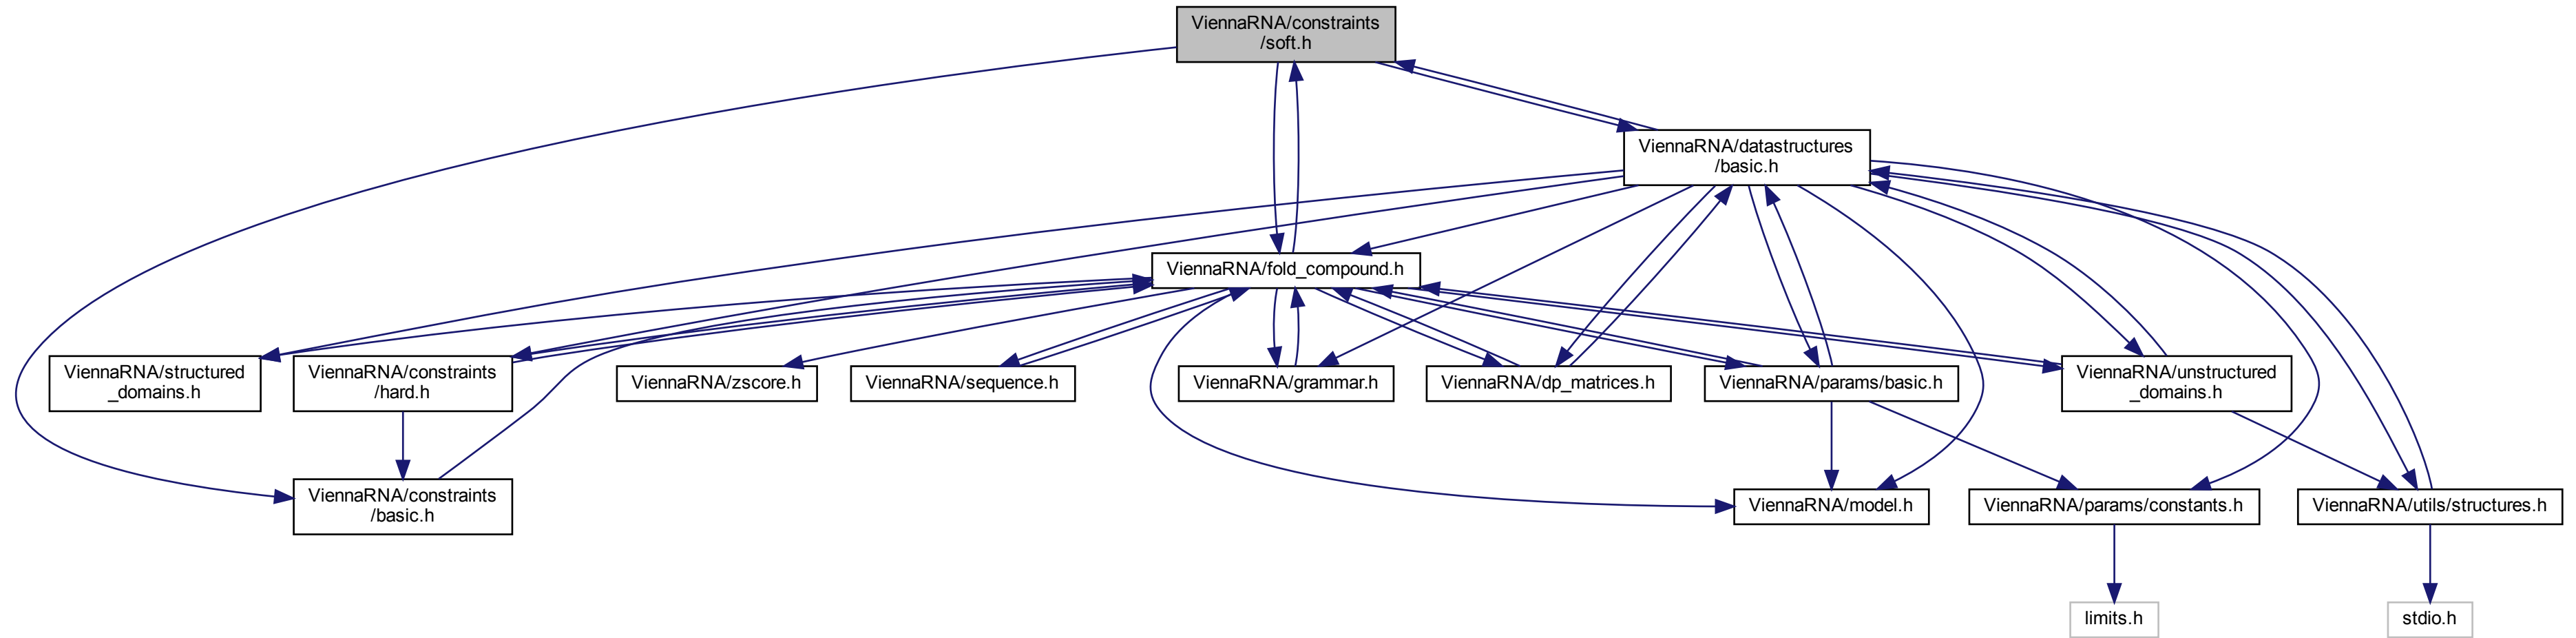 ViennaRNA/constraints
/soft.h
ViennaRNA/datastructures
/basic.h
ViennaRNA/fold_compound.h
ViennaRNA/structured
_domains.h
ViennaRNA/constraints
/hard.h
ViennaRNA/zscore.h
ViennaRNA/sequence.h
ViennaRNA/grammar.h
ViennaRNA/dp_matrices.h
ViennaRNA/params/basic.h
ViennaRNA/unstructured
_domains.h
ViennaRNA/constraints
/basic.h
ViennaRNA/model.h
ViennaRNA/params/constants.h
ViennaRNA/utils/structures.h
limits.h
stdio.h